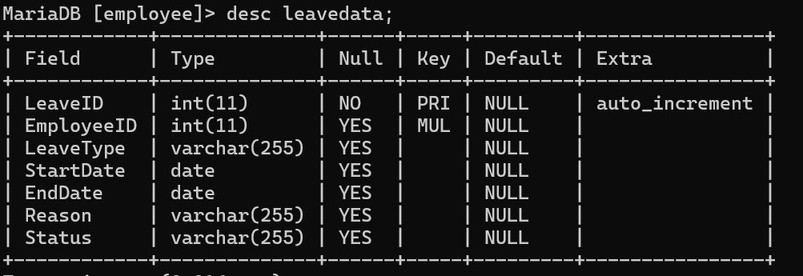 MariaDB [employee]> desc leavedata;
+------------+--------------+------+-----+---------+----------------+
| Field      | Type         | Null | Key | Default | Extra          |
+------------+--------------+------+-----+---------+----------------+
| LeaveID    | int(11)      | NO   | PRI | NULL    | auto_increment |
| EmployeeID | int(11)      | YES  | MUL | NULL    |                |
| LeaveType  | varchar(255) | YES  |     | NULL    |                |
| StartDate  | date         | YES  |     | NULL    |                |
| EndDate    | date         | YES  |     | NULL    |                |
| Reason     | varchar(255) | YES  |     | NULL    |                |
| Status     | varchar(255) | YES  |     | NULL    |                |
+------------+--------------+------+-----+---------+----------------+